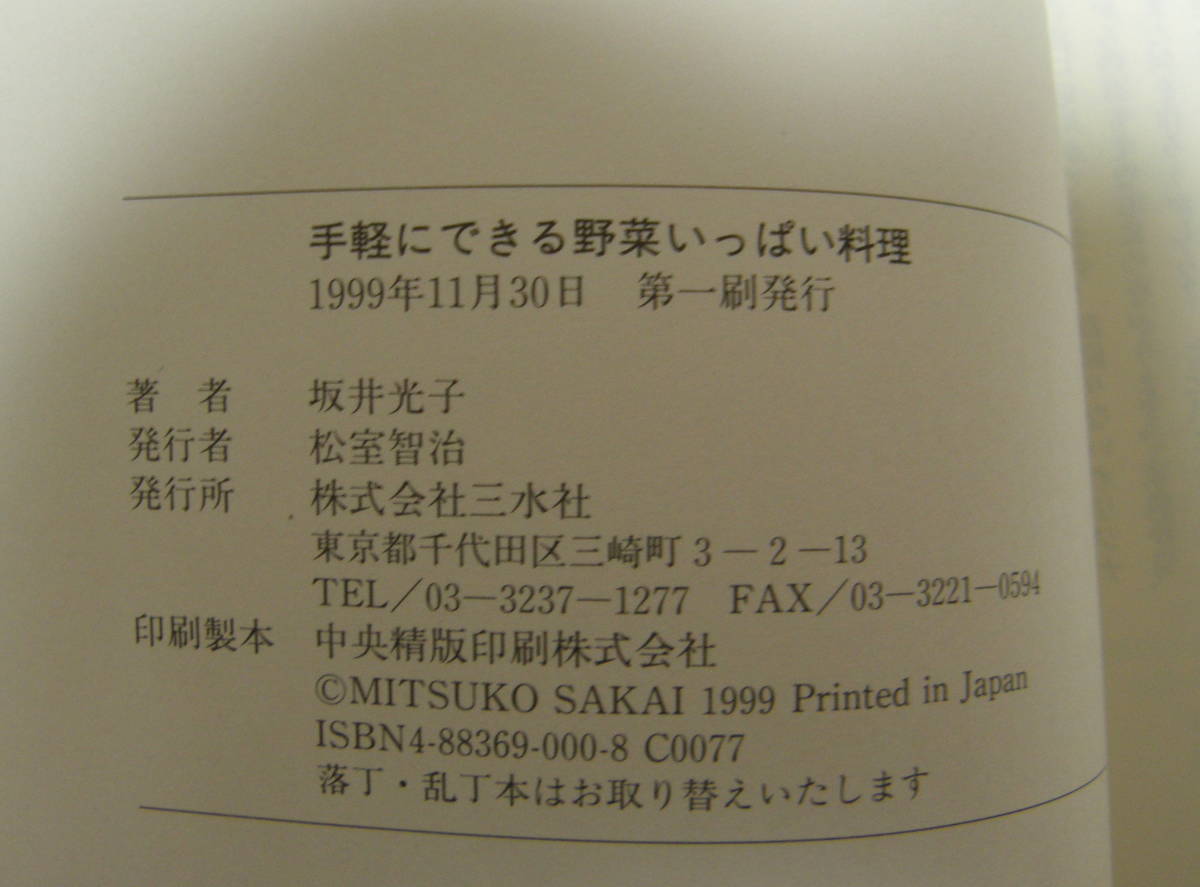 手軽にできる野菜いっぱい料理
1999年11月30日　第一刷発行
著　者　坂井光子
発行者　松室智治
発行所　株式会社三水社
東京都千代田区三崎町3－2－13
TEL／03－3237－1277　FAX／03－3221－0594
印刷製本　中央精版印刷株式会社
©MITSUKO SAKAI 1999 Printed in Japan
ISBN4-88369-000-8 C0077
落丁・乱丁本はお取り替えいたします